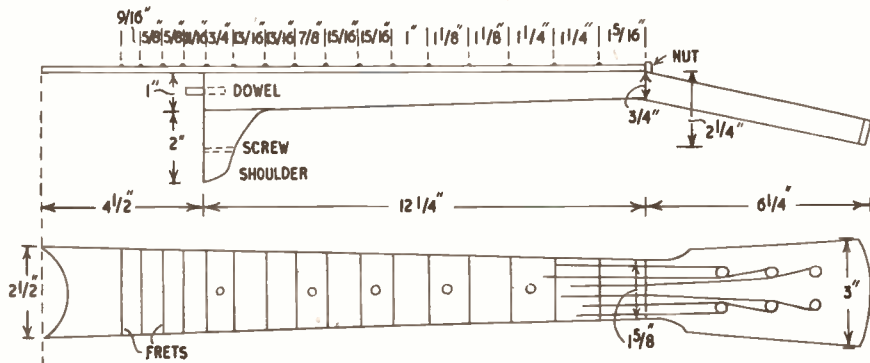 9/16"
5/8" 5/8" 11/16" 3/4" 13/16" 13/16" 7/8" 15/16" 15/16" 1" 1 1/8" 1 1/8" 1 1/4" 1 1/4" 1 5/16"
NUT
1" DOWEL
3/4"
2 1/4"
2"
SCREW
SHOULDER
4 1/2" 12 1/4" 6 1/4"
2 1/2"
3"
1 5/8"
FRETS